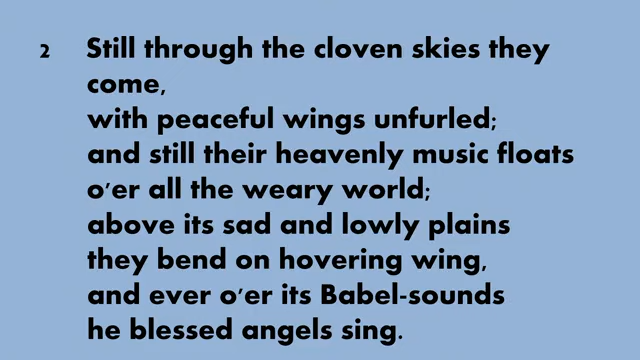 2 Still through the cloven skies they
come,
with peaceful wings unfurled;
and still their heavenly music floats
o'er all the weary world;
above its sad and lowly plains
they bend on hovering wing,
and ever o'er its Babel-sounds
he blessed angels sing.